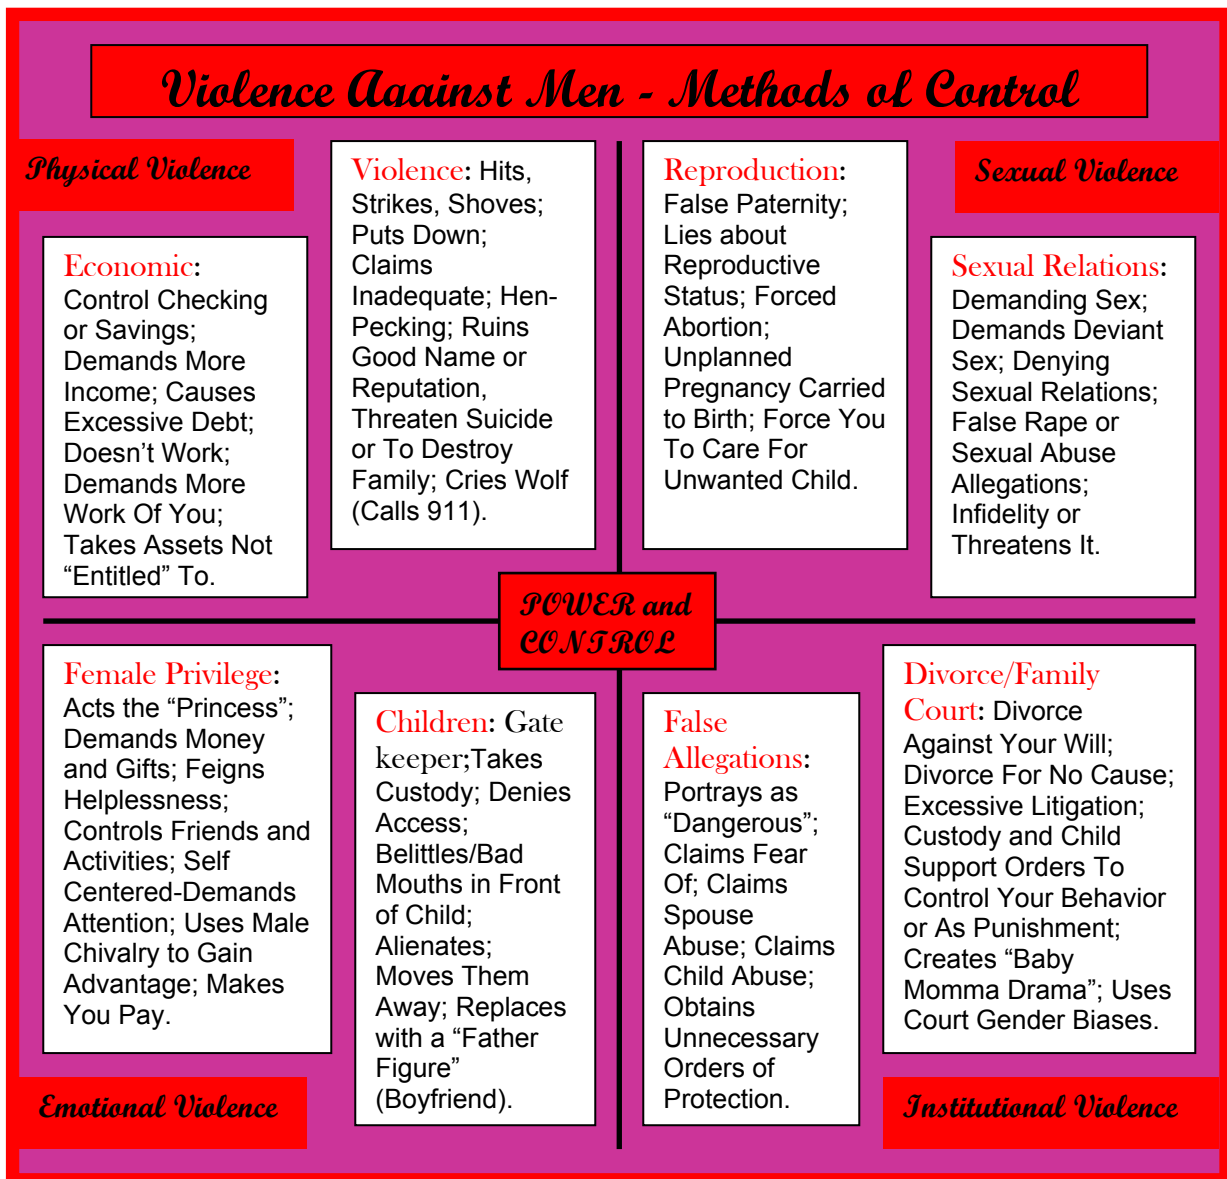 Violence Against Men - Methods of Control
Physical Violence
Economic:
Control Checking
or Savings;
Demands More
Income; Causes
Excessive Debt;
Doesn’t Work;
Demands More
Work Of You;
Takes Assets Not
“Entitled” To.
Violence: Hits,
Strikes, Shoves;
Puts Down;
Claims
Inadequate; Hen-
Pecking; Ruins
Good Name or
Reputation,
Threaten Suicide
or To Destroy
Family; Cries Wolf
(Calls 911).
Reproduction:
False Paternity;
Lies about
Reproductive
Status; Forced
Abortion;
Unplanned
Pregnancy Carried
to Birth; Force You
To Care For
Unwanted Child.
Sexual Violence
Sexual Relations:
Demanding Sex;
Demands Deviant
Sex; Denying
Sexual Relations;
False Rape or
Sexual Abuse
Allegations;
Infidelity or
Threatens It.
POWER and
CONTROL
Female Privilege:
Acts the “Princess”;
Demands Money
and Gifts; Feigns
Helplessness;
Controls Friends and
Activities; Self
Centered-Demands
Attention; Uses Male
Chivalry to Gain
Advantage; Makes
You Pay.
Emotional Violence
Children: Gate
keeper;Takes
Custody; Denies
Access;
Belittles/Bad
Mouths in Front
of Child;
Alienates;
Moves Them
Away; Replaces
with a “Father
Figure”
(Boyfriend).
False
Allegations:
Portrays as
“Dangerous”;
Claims Fear
Of; Claims
Spouse
Abuse; Claims
Child Abuse;
Obtains
Unnecessary
Orders of
Protection.
Divorce/Family
Court: Divorce
Against Your Will;
Divorce For No Cause;
Excessive Litigation;
Custody and Child
Support Orders To
Control Your Behavior
or As Punishment;
Creates “Baby
Momma Drama”; Uses
Court Gender Biases.
Institutional Violence